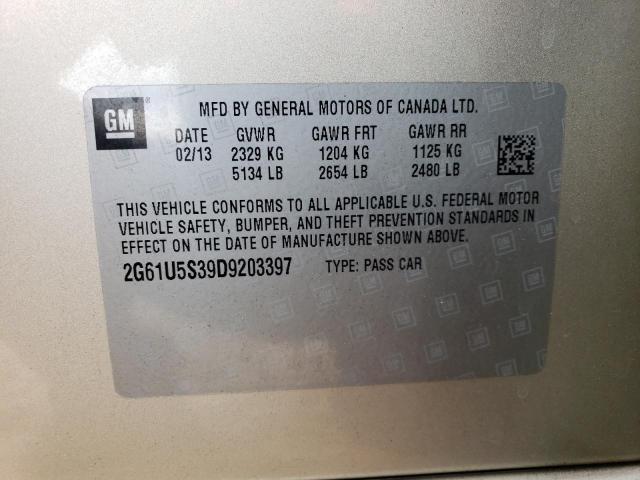 GM
MFD BY GENERAL MOTORS OF CANADA LTD.
DATE GVWR GAWR FRT GAWR RR
02/13 2329 KG 1204 KG 1125 KG
5134 LB 2654 LB 2480 LB
THIS VEHICLE CONFORMS TO ALL APPLICABLE U.S. FEDERAL MOTOR
VEHICLE SAFETY, BUMPER, AND THEFT PREVENTION STANDARDS IN
EFFECT ON THE DATE OF MANUFACTURE SHOWN ABOVE.
2G61U5S39D9203397 TYPE: PASS CAR